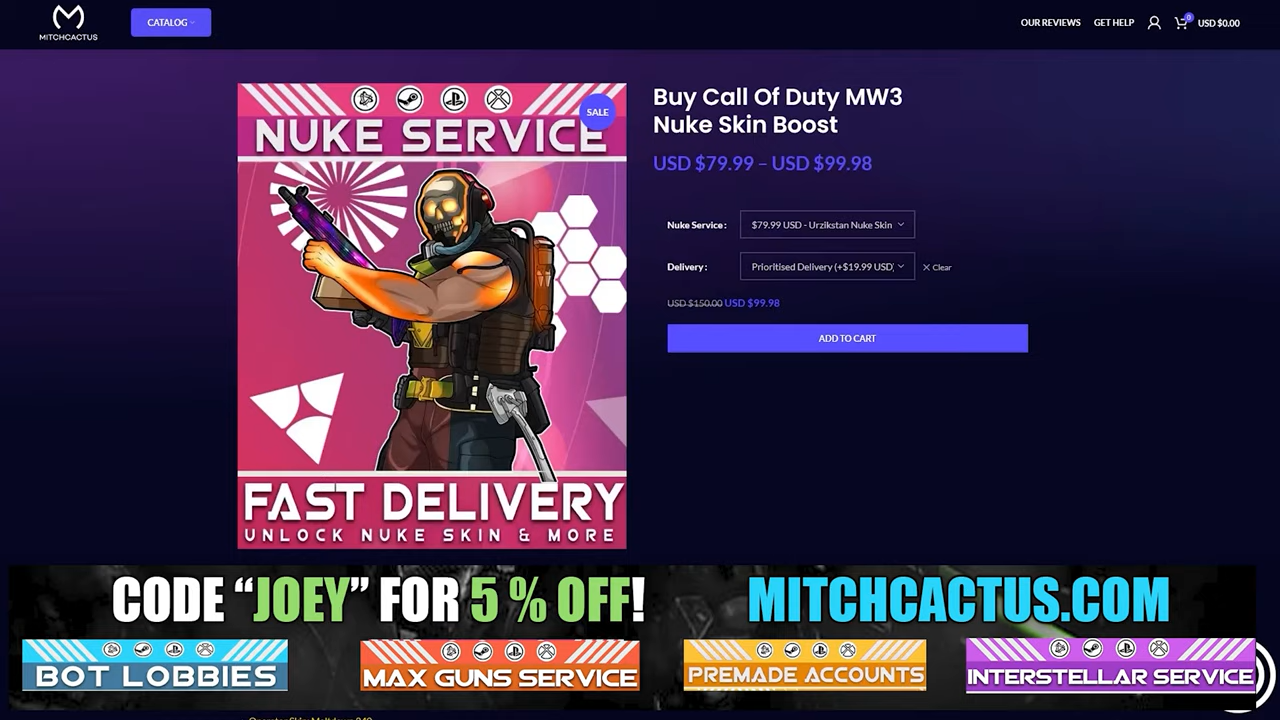 MITCHCACTUS
CATALOG
OUR REVIEWS
GET HELP
0
USD $0.00
NUKE SERVICE
SALE
FAST DELIVERY
UNLOCK NUKE SKIN & MORE
Buy Call Of Duty MW3
Nuke Skin Boost
USD $79.99 – USD $99.98
Nuke Service :
$79.99 USD - Urzikstan Nuke Skin
Delivery :
Prioritised Delivery (+$19.99 USD)
Clear
USD $150.00 USD $99.98
ADD TO CART
CODE “JOEY” FOR 5 % OFF!
MITCHCACTUS.COM
BOT LOBBIES
MAX GUNS SERVICE
PREMADE ACCOUNTS
INTERSTELLAR SERVICE